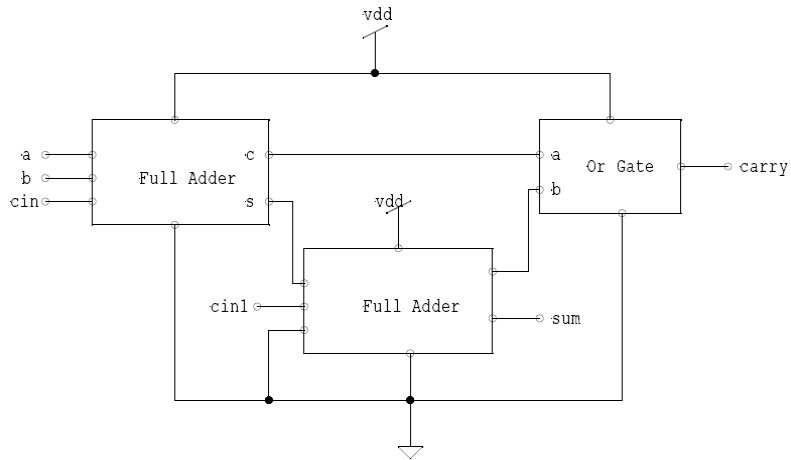 vdd
a
b
cin
Full Adder
c
s
a
b
Or Gate
carry
vdd
cin1
Full Adder
sum